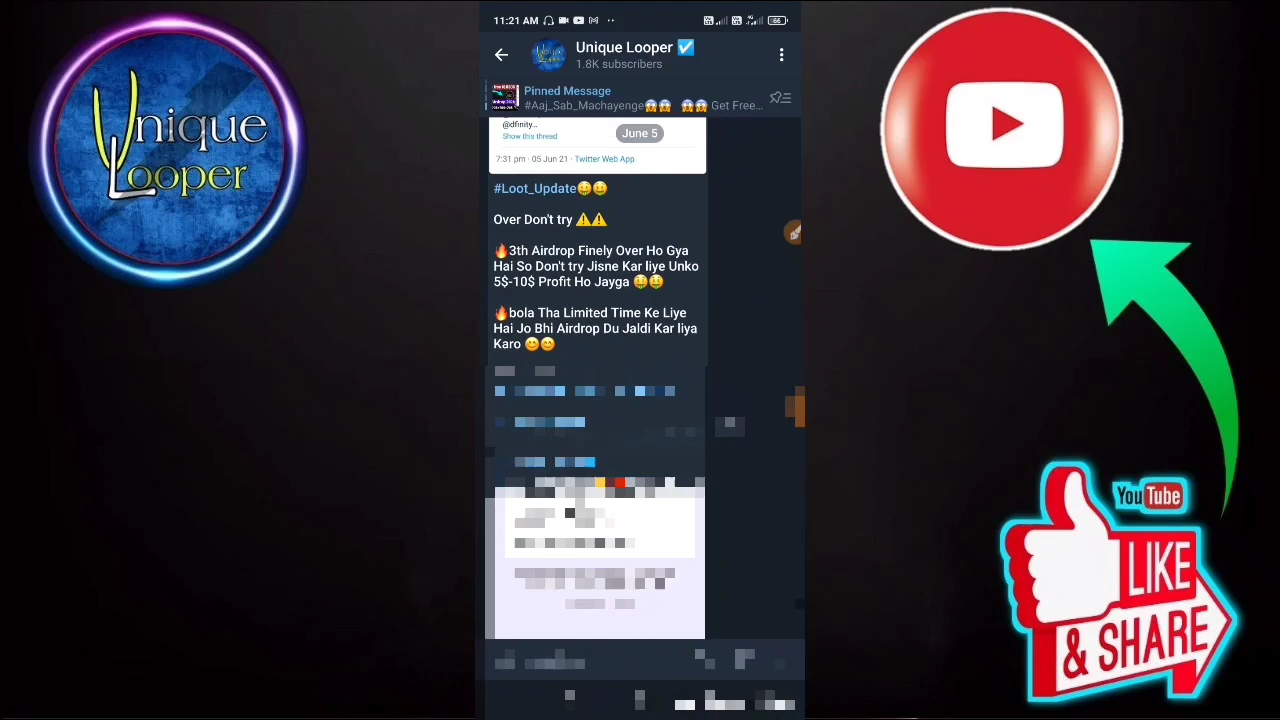 Unique
Looper
11:21 AM
66
Unique Looper
1.8K subscribers
Pinned Message
#Aaj_Sab_Machayenge😱😱 😱😱 Get Free...
@dfinity...
Show this thread
June 5
7:31 pm · 05 Jun 21 · Twitter Web App
#Loot_Update🤑🤑
Over Don't try ⚠️⚠️
🔥3th Airdrop Finely Over Ho Gya
Hai So Don't try Jisne Kar liye Unko
5$-10$ Profit Ho Jayga 🤑🤑
🔥bola Tha Limited Time Ke Liye
Hai Jo Bhi Airdrop Du Jaldi Kar liya
Karo 😊😊
YouTube
LIKE
& SHARE